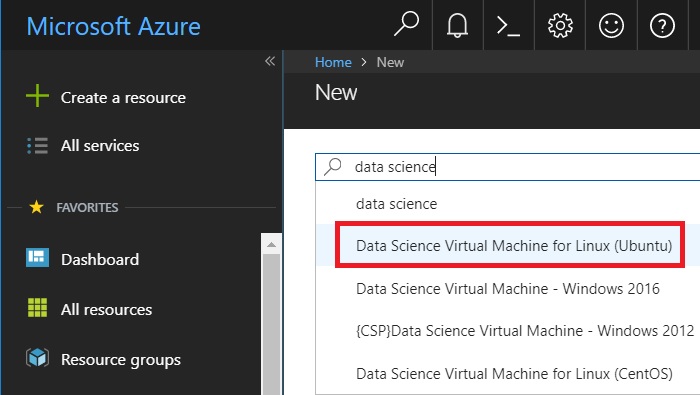 Microsoft Azure
Create a resource
All services
FAVORITES
Dashboard
All resources
Resource groups
Home > New
New
data science
data science
Data Science Virtual Machine for Linux (Ubuntu)
Data Science Virtual Machine - Windows 2016
{CSP}Data Science Virtual Machine - Windows 2012
Data Science Virtual Machine for Linux (CentOS)